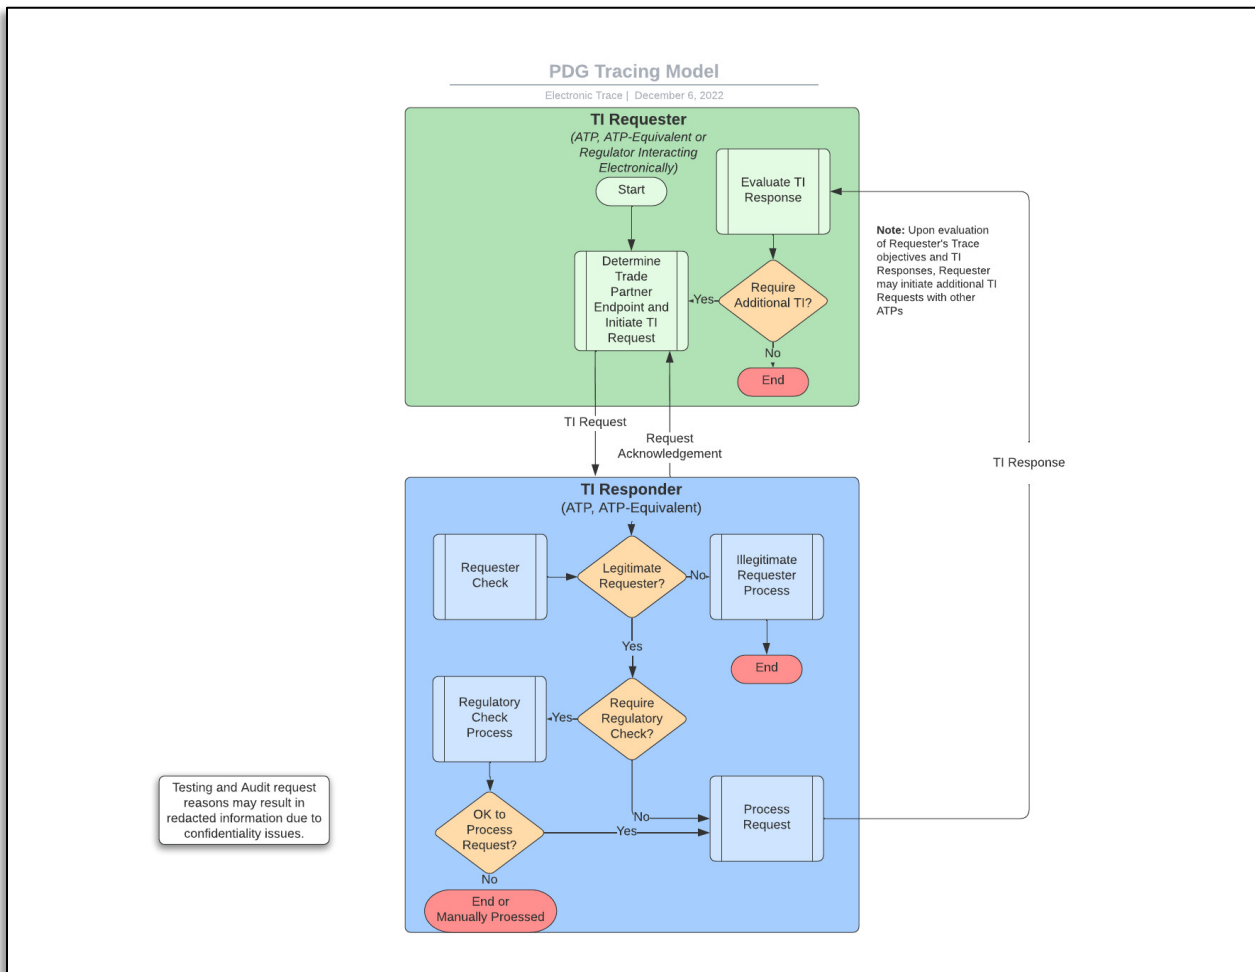 PDG Tracing Model
Electronic Trace | December 6, 2022
TI Requester
(ATP, ATP-Equivalent or
Regulator Interacting
Electronically)
Start
Evaluate TI
Response
Determine
Trade
Partner
Endpoint and
Initiate TI
Request
Yes
Require
Additional TI?
No
End
Note: Upon evaluation
of Requester's Trace
objectives and TI
Responses, Requester
may initiate additional TI
Requests with other
ATPs
TI Request
Request
Acknowledgement
TI Response
TI Responder
(ATP, ATP-Equivalent)
Requester
Check
Legitimate
Requester?
No
Illegitimate
Requester
Process
End
Yes
Regulatory
Check
Process
Yes
Require
Regulatory
Check?
No
Process
Request
OK to
Process
Request?
Yes
No
End or
Manually Proessed
Testing and Audit request
reasons may result in
redacted information due to
confidentiality issues.